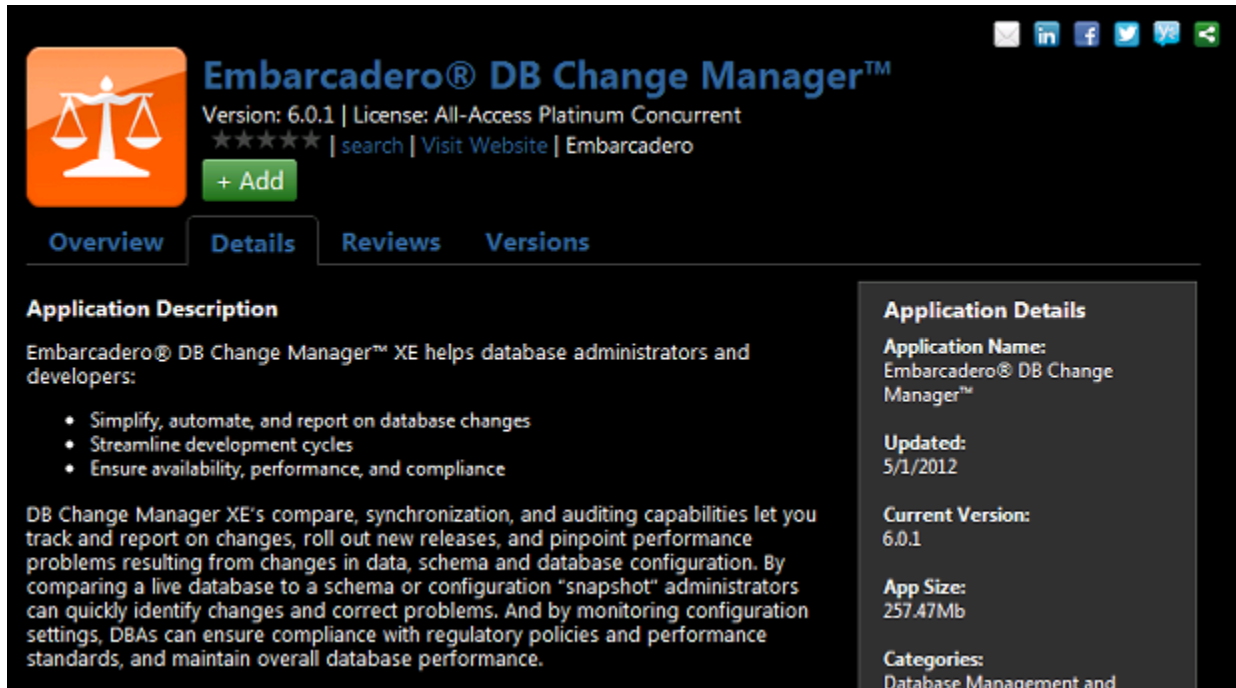 Embarcadero® DB Change Manager™
Version: 6.0.1 | License: All-Access Platinum Concurrent
| search | Visit Website | Embarcadero
+ Add
Overview Details Reviews Versions
Application Description
Embarcadero® DB Change Manager™ XE helps database administrators and
developers:
• Simplify, automate, and report on database changes
• Streamline development cycles
• Ensure availability, performance, and compliance
DB Change Manager XE's compare, synchronization, and auditing capabilities let you
track and report on changes, roll out new releases, and pinpoint performance
problems resulting from changes in data, schema and database configuration. By
comparing a live database to a schema or configuration "snapshot" administrators
can quickly identify changes and correct problems. And by monitoring configuration
settings, DBAs can ensure compliance with regulatory policies and performance
standards, and maintain overall database performance.
Application Details
Application Name:
Embarcadero® DB Change
Manager™
Updated:
5/1/2012
Current Version:
6.0.1
App Size:
257.47Mb
Categories:
Database Management and